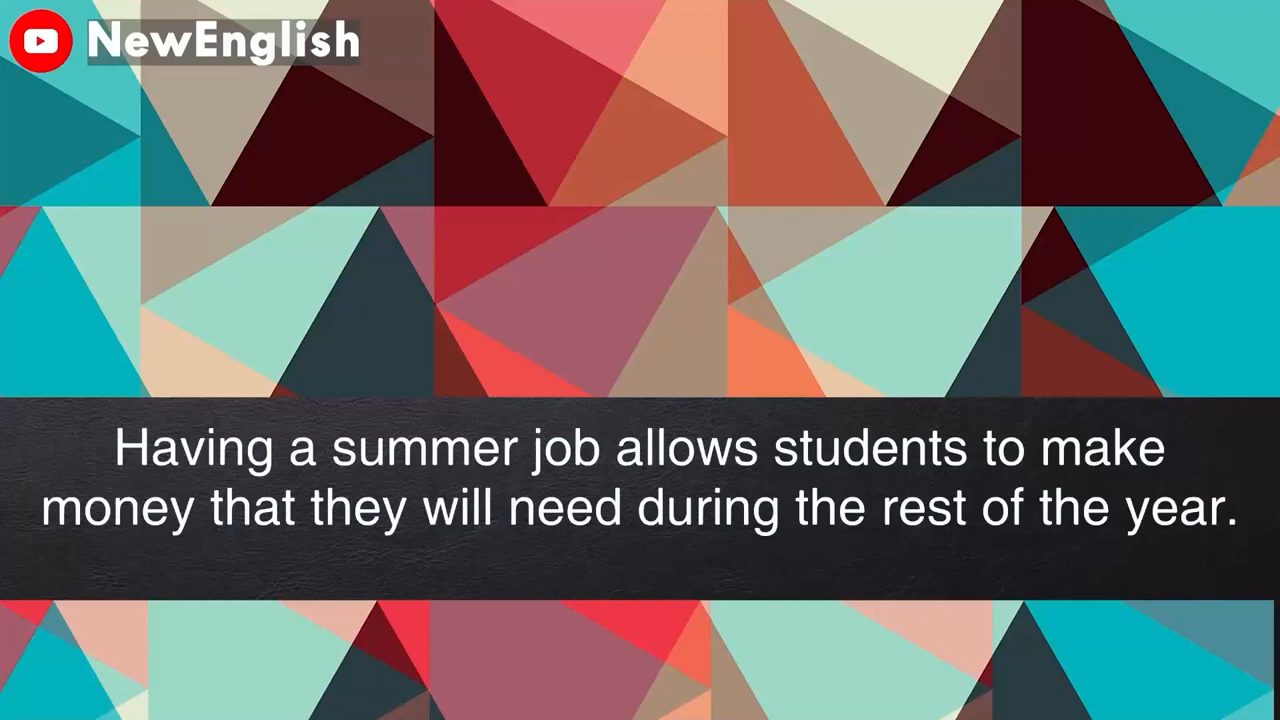 NewEnglish
Having a summer job allows students to make
money that they will need during the rest of the year.